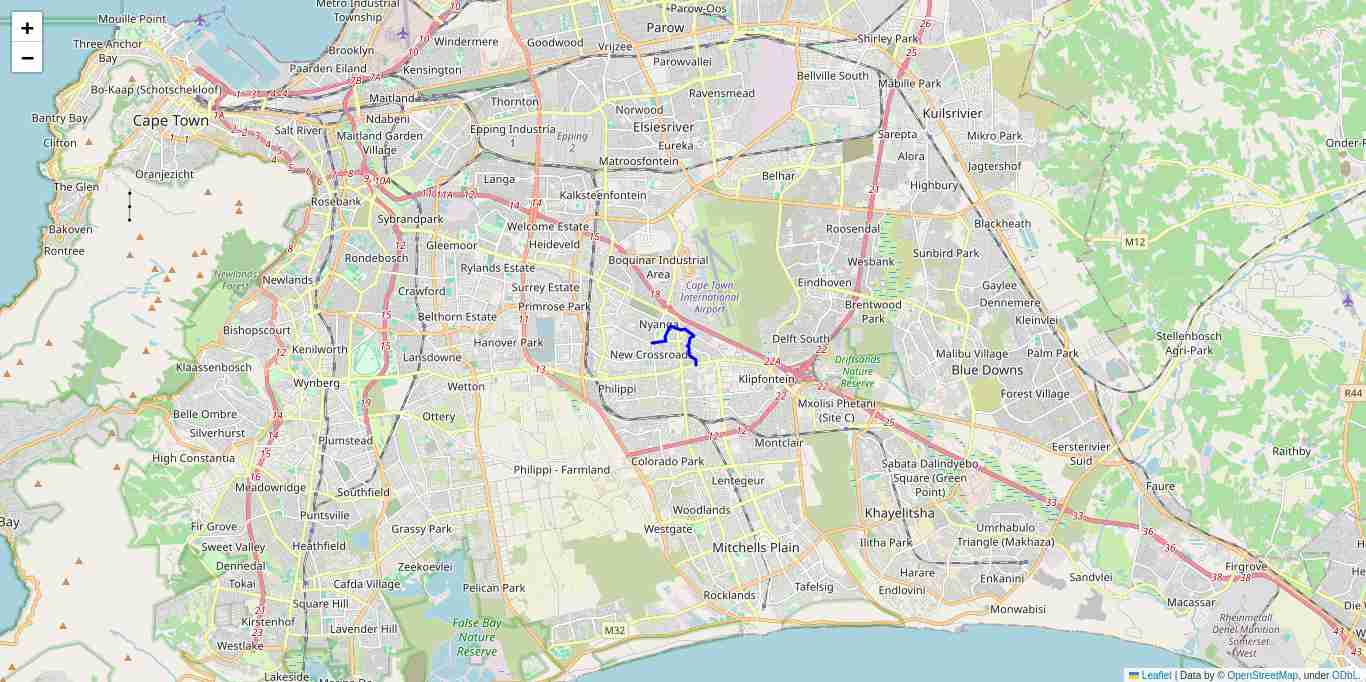 +
−
Mouille Point
Three Anchor
Bay
Bo-Kaap (Schotschekloof)
Bantry Bay
Cape Town
Clifton
Oranjezicht
The Glen
Bakoven
Rontree
Metro Industrial
Township
Windermere
Brooklyn
Paarden Eiland
Kensington
Maitland
Ndabeni
Salt River
Maitland Garden
Village
Rosebank
Sybrandpark
Rondebosch
Newlands
Forest
Newlands
Crawford
Bishopscourt
Kenilworth
Klaassenbosch
Wynberg
Lansdowne
Wetton
Ottery
Belle Ombre
Silverhurst
High Constantia
Plumstead
Meadowridge
Southfield
Puntsville
Fir Grove
Sweet Valley
Heathfield
Dennedal
Tokai
Cafda Village
Square Hill
Kirstenhof
Lavender Hill
Westlake
Lakeside
Grassy Park
Zeekoevlei
Pelican Park
False Bay
Nature
Reserve
M32
Parow-Oos
Parow
Goodwood
Vrijzee
Parowvallei
Thornton
Norwood
Ravensmead
Epping Industria
1
Epping
2
Elsiesriver
Eureka
Matroosfontein
Langa
Kalksteenfontein
Belhar
Welcome Estate
Heideveld
Gleemoor
Rylands Estate
Boquinar Industrial
Area
Surrey Estate
Primrose Park
Cape Town
International
Airport
Belthorn Estate
Hanover Park
Nyanga
New Crossroads
Philippi
Klipfontein
Delft South
Driftsands
Nature
Reserve
Mxolisi Phetani
(Site C)
Montclair
Colorado Park
Lentegeur
Philippi - Farmland
Woodlands
Westgate
Mitchells Plain
Rocklands
Tafelsig
Shirley Park
Bellville South
Mabille Park
Kuilsrivier
Sarepta
Mikro Park
Alora
Jagtershof
Highbury
Blackheath
Roosendal
Sunbird Park
Wesbank
Eindhoven
Gaylee
Dennemere
Brentwood
Park
Kleinvlei
Malibu Village
Palm Park
Blue Downs
Forest Village
Stellenbosch
Agri-Park
M12
R44
Eersterivier
Suid
Raithby
Faure
Sabata Dalindyebo
Square (Green
Point)
Khayelitsha
Umrhabulo
Triangle (Makhaza)
Ilitha Park
Harare
Enkanini
Endlovini
Monwabisi
Sandvlei
Macassar
Firgrove
Rheinmetall
Denel Munition
Somerset
West
Leaflet | Data by © OpenStreetMap, under ODbL.